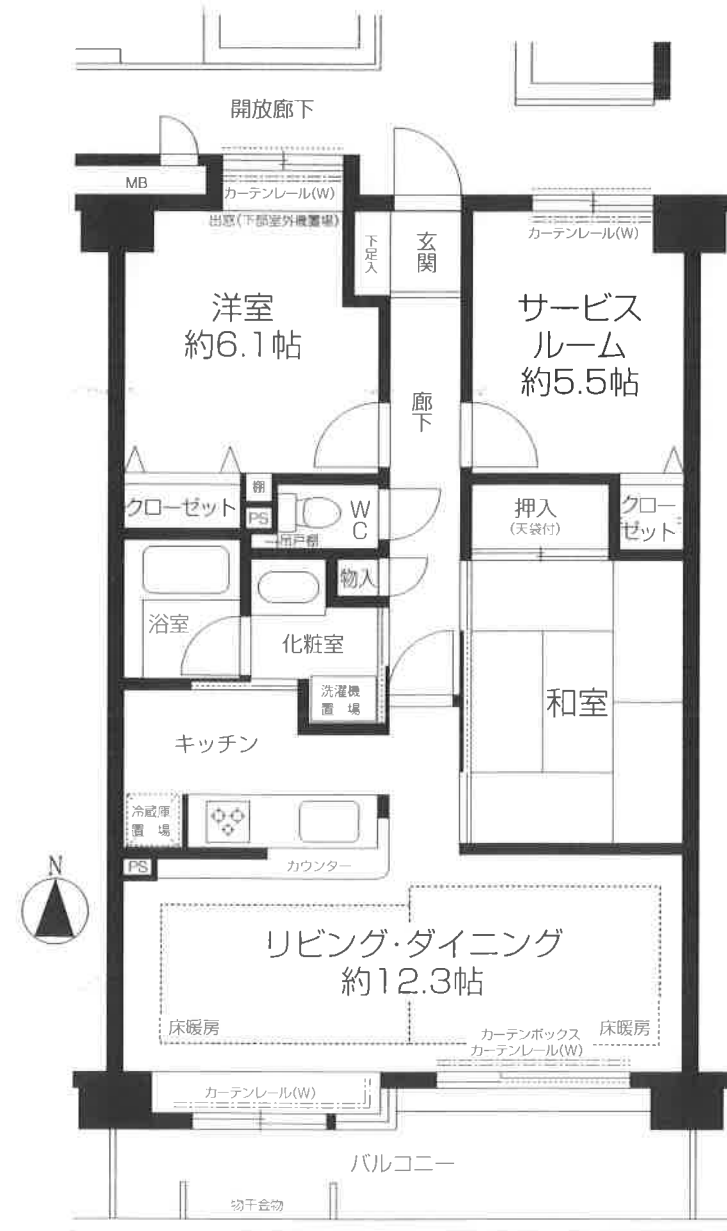 開放廊下
MB
カーテンレール(W)
出窓(下部室外機置場)
下足入
玄関
カーテンレール(W)
洋室
約6.1帖
サービス
ルーム
約5.5帖
廊下
クローゼット
棚
PS
WC
吊戸棚
押入
(天袋付)
クロー
ゼット
物入
浴室
化粧室
洗濯機
置場
和室
キッチン
冷蔵庫
置場
PS
カウンター
N
リビング・ダイニング
約12.3帖
床暖房
カーテンボックス
カーテンレール(W)
床暖房
カーテンレール(W)
バルコニー
物干金物